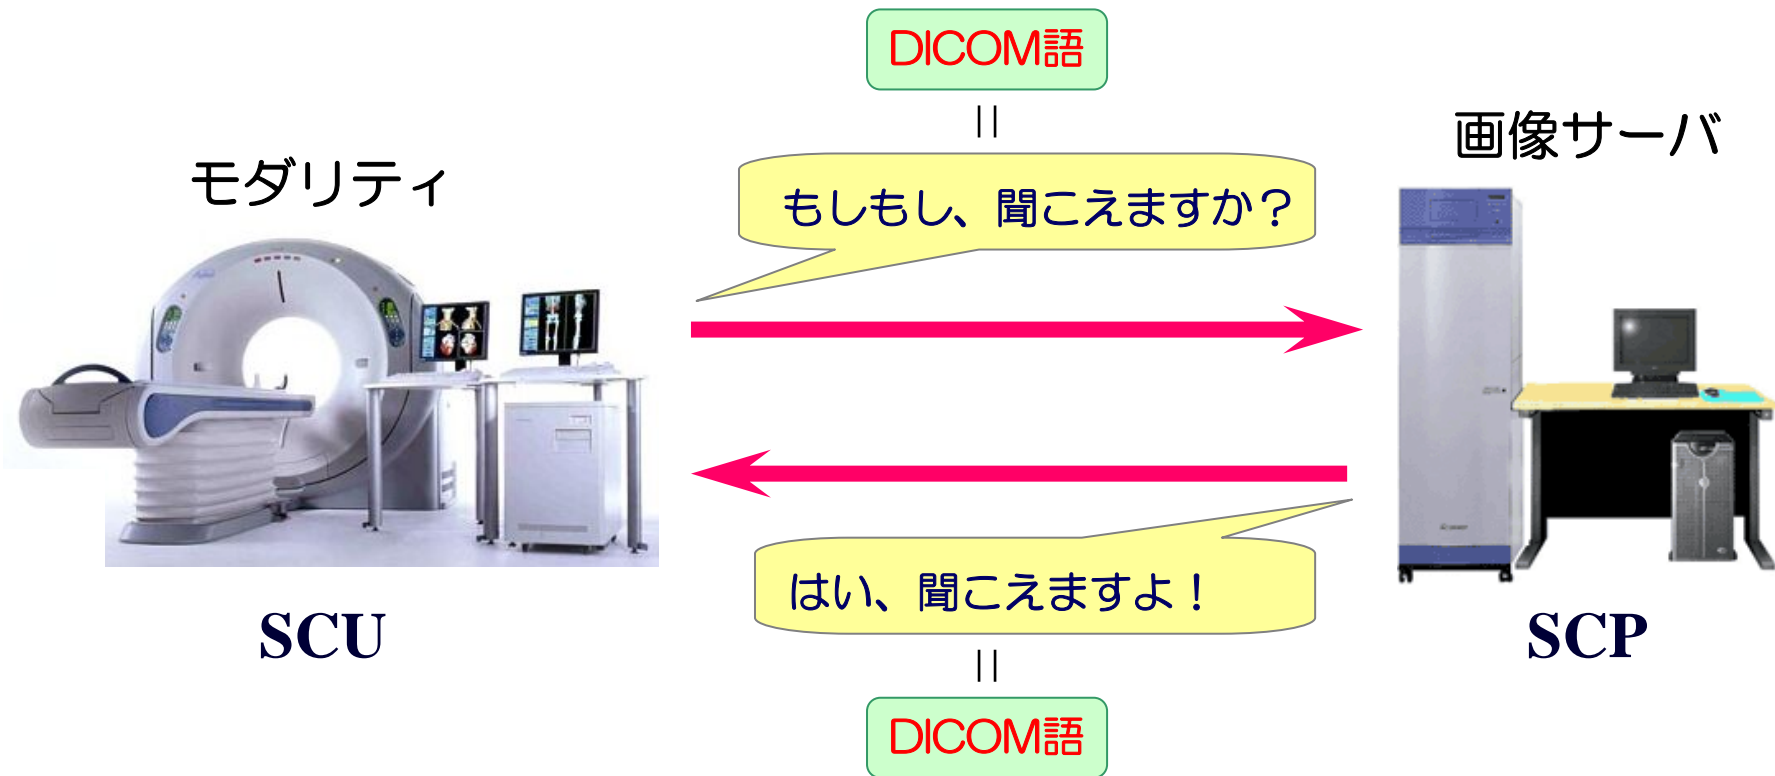 DICOM語
||
画像サーバ
モダリティ
もしもし、聞こえますか？
はい、聞こえますよ！
SCU
SCP
||
DICOM語